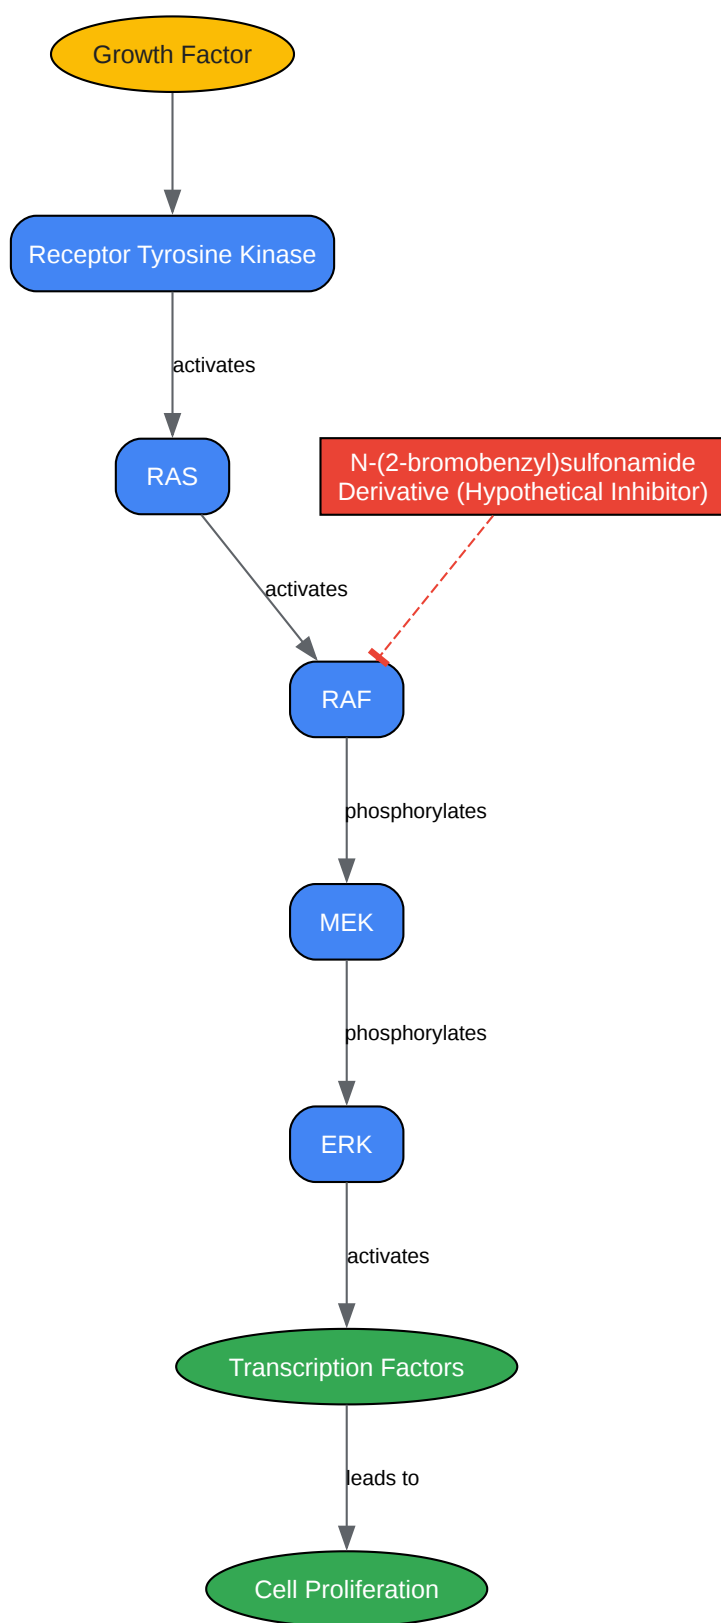 Growth Factor
Receptor Tyrosine Kinase
activates
RAS
N-(2-bromobenzyl)sulfonamide
Derivative (Hypothetical Inhibitor)
activates
RAF
phosphorylates
MEK
phosphorylates
ERK
activates
Transcription Factors
leads to
Cell Proliferation